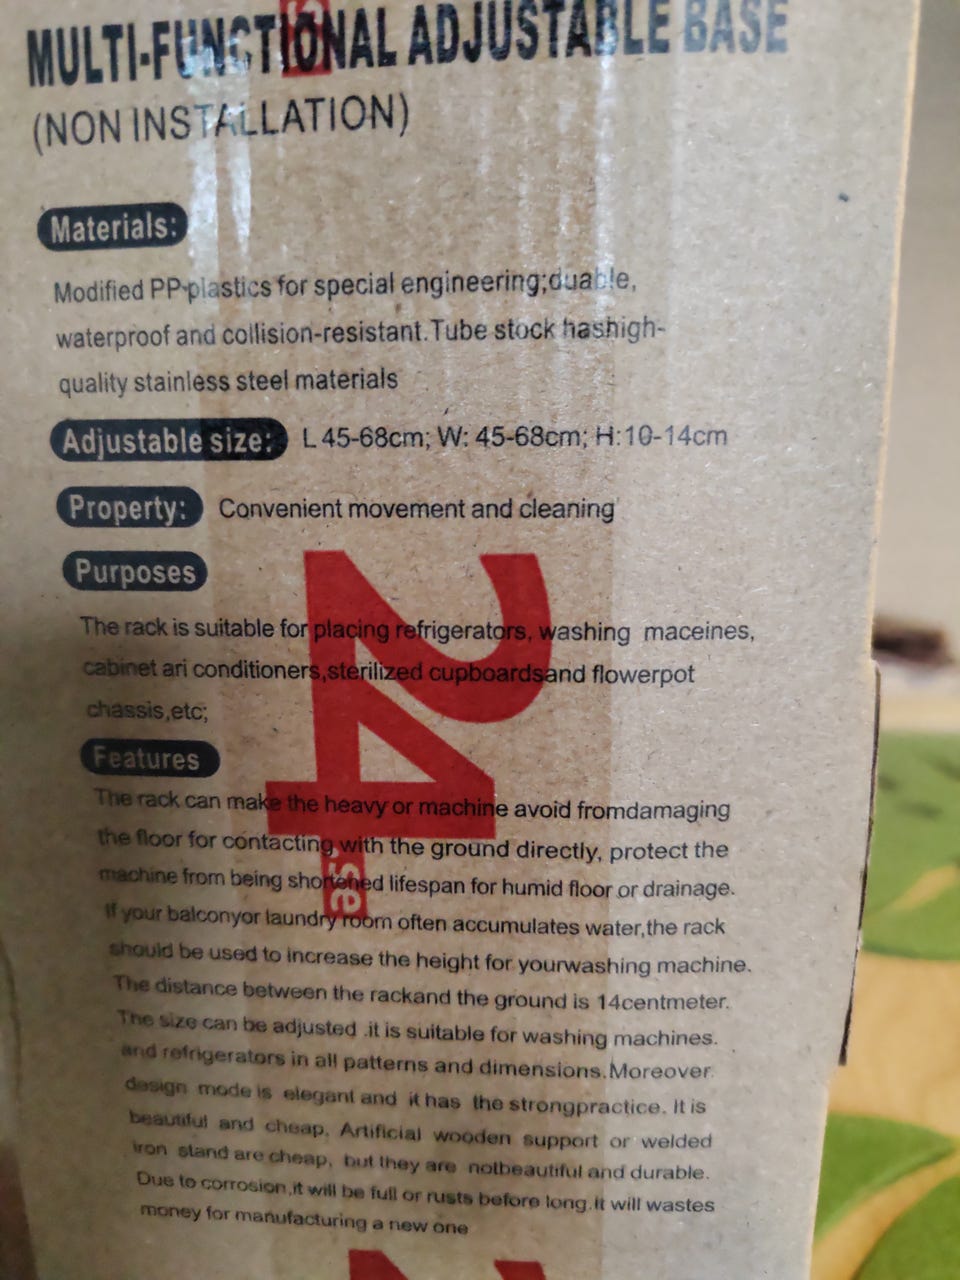 MULTI-FUNCTIONAL ADJUSTABLE BASE
(NON INSTALLATION)
Materials:
Modified PP-plastics for special engineering;duable,
waterproof and collision-resistant.Tube stock hashigh-
quality stainless steel materials
Adjustable size: L 45-68cm; W: 45-68cm; H:10-14cm
Property: Convenient movement and cleaning
Purposes
The rack is suitable for placing refrigerators, washing maceines,
cabinet ari conditioners,sterilized cupboardsand flowerpot
chassis,etc;
Features
The rack can make the heavy or machine avoid fromdamaging
the floor for contacting with the ground directly, protect the
machine from being shortened lifespan for humid floor or drainage.
If your balconyor laundry room often accumulates water,the rack
should be used to increase the height for yourwashing machine.
The distance between the rackand the ground is 14centmeter.
The size can be adjusted .it is suitable for washing machines.
and refrigerators in all patterns and dimensions.Moreover
design mode is elegant and it has the strongpractice. It is
beautiful and cheap. Artificial wooden support or welded
iron stand are cheap, but they are notbeautiful and durable.
Due to corrosion,it will be full or rusts before long.it will wastes
money for manufacturing a new one
24.se